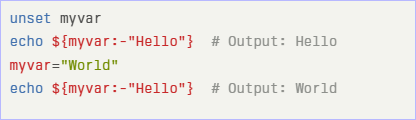 unset myvar
echo ${myvar:-"Hello"}  # Output: Hello
myvar="World"
echo ${myvar:-"Hello"}  # Output: World